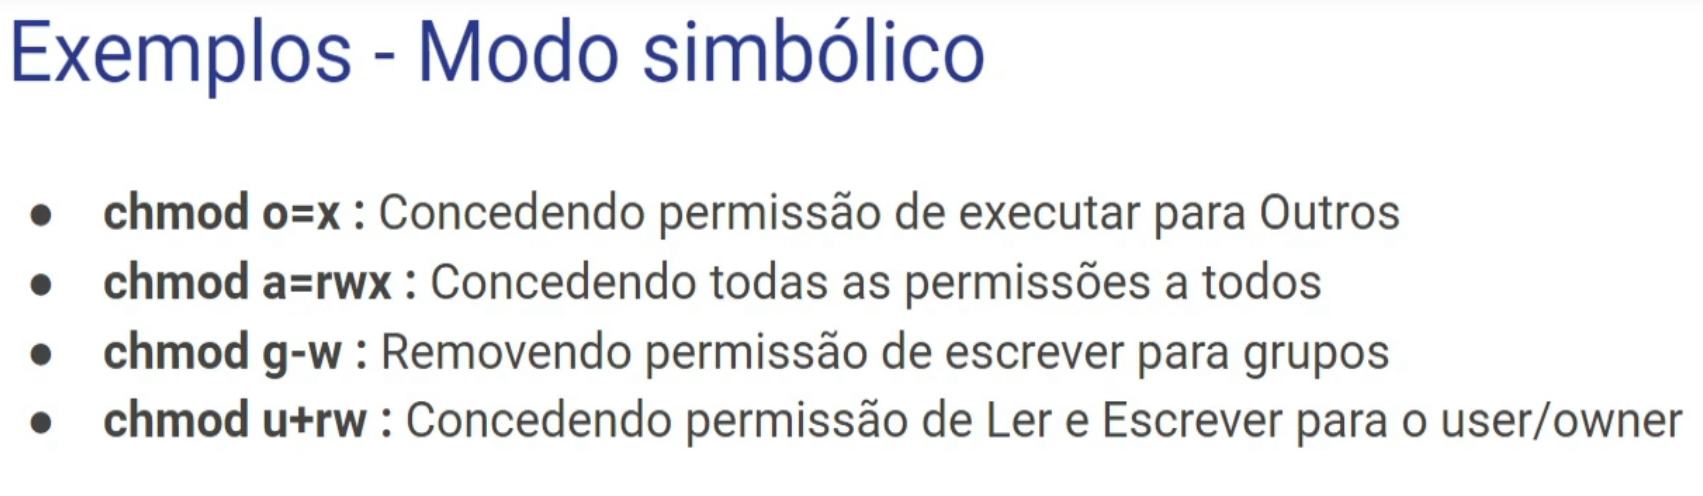 Exemplos - Modo simbólico
● chmod o=x : Concedendo permissão de executar para Outros
● chmod a=rwx : Concedendo todas as permissões a todos
● chmod g-w : Removendo permissão de escrever para grupos
● chmod u+rw : Concedendo permissão de Ler e Escrever para o user/owner